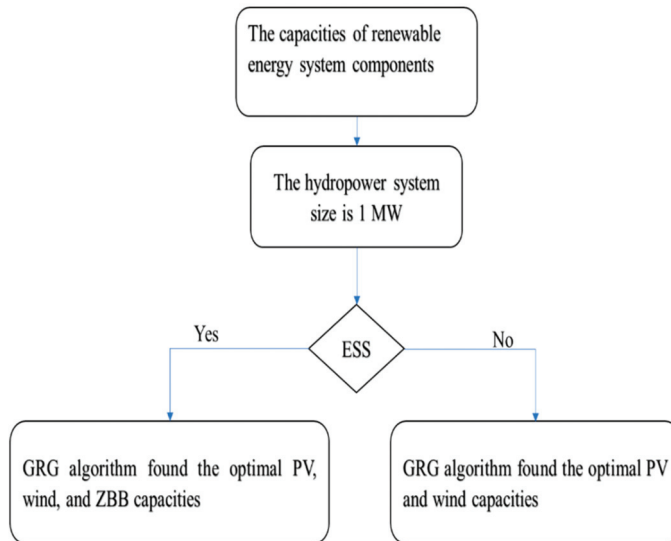 The capacities of renewable
energy system components
The hydropower system
size is 1 MW
Yes
ESS
No
GRG algorithm found the optimal PV,
wind, and ZBB capacities
GRG algorithm found the optimal PV
and wind capacities